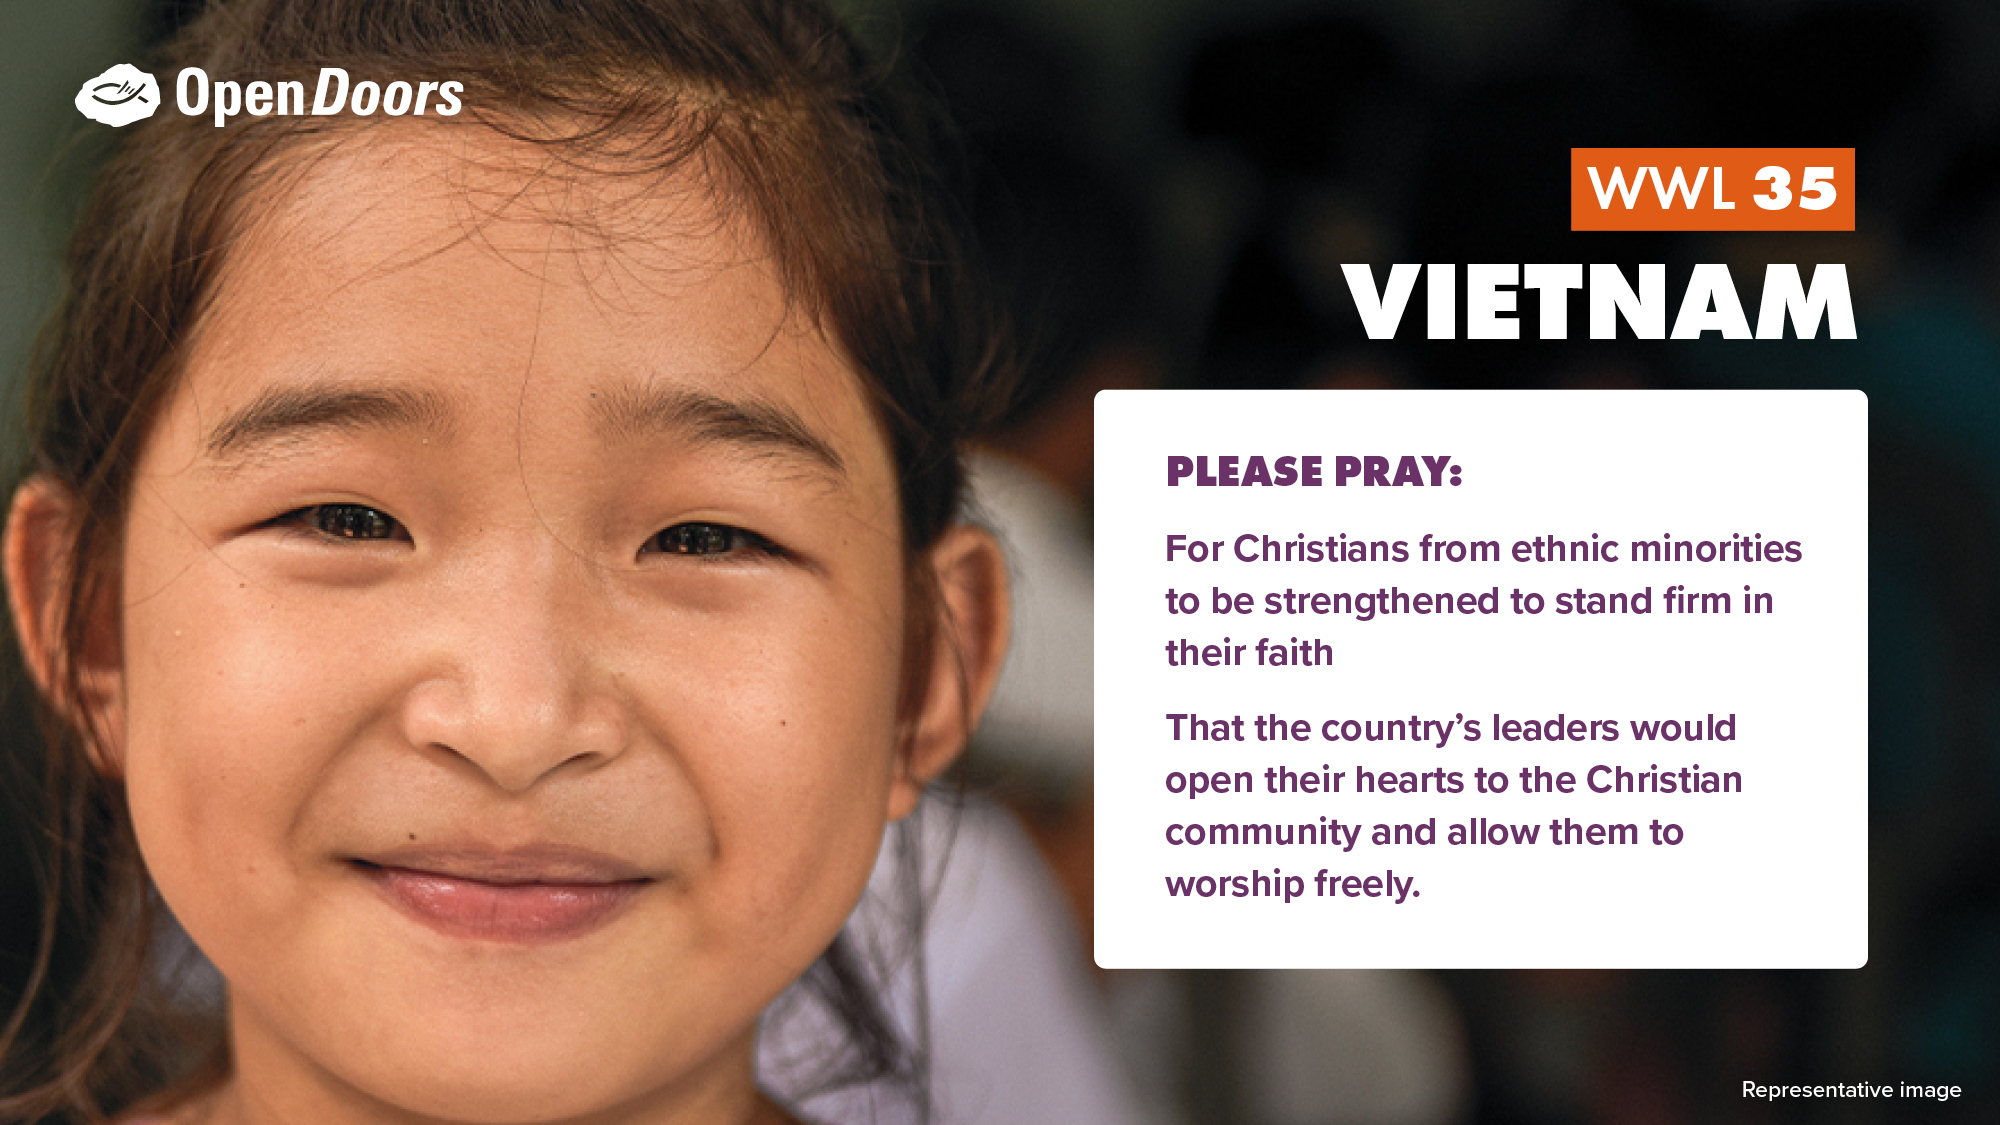 Open Doors
WWL 35
VIETNAM
PLEASE PRAY:
For Christians from ethnic minorities
to be strengthened to stand firm in
their faith
That the country’s leaders would
open their hearts to the Christian
community and allow them to
worship freely.
Representative image